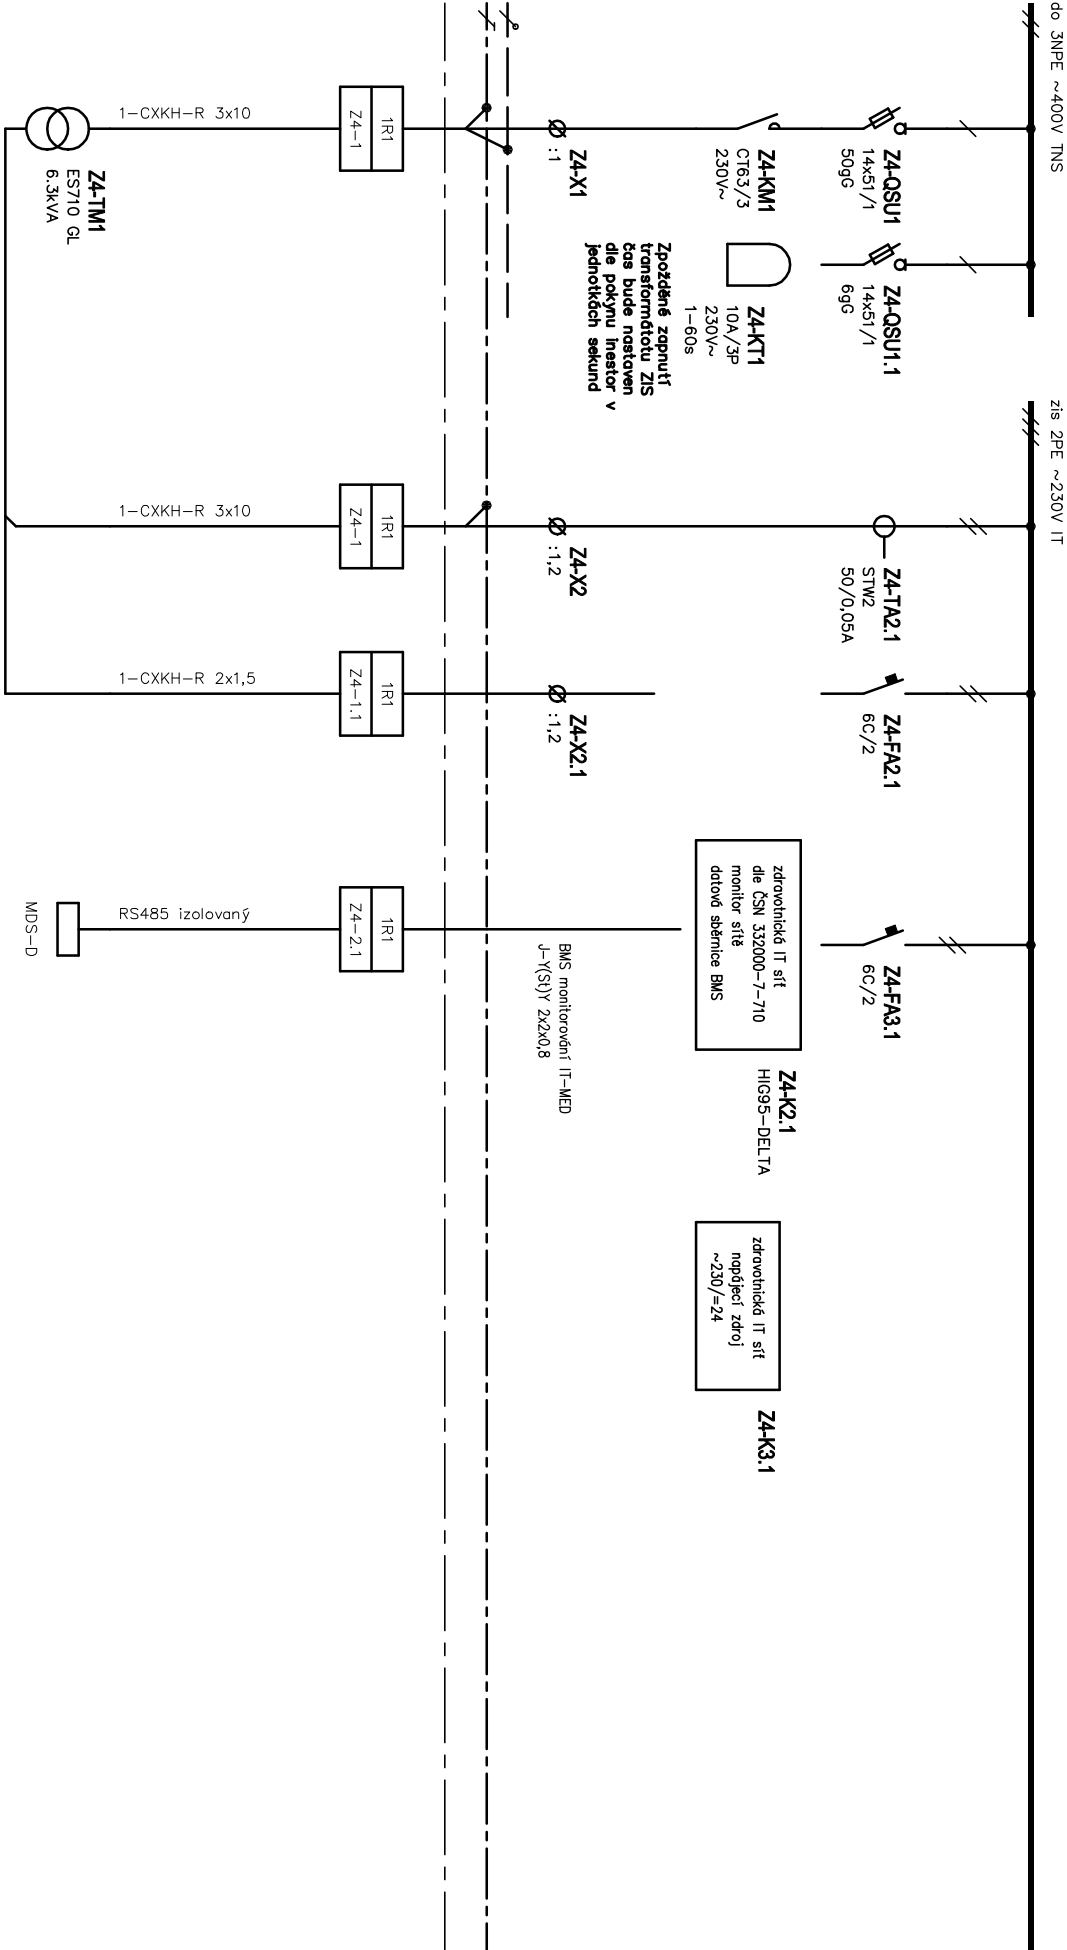 do 3NPE ~400V TNS
zis 2PE ~230V IT
Z4-QSU1
14x51/1
50gG
Z4-QSU1.1
14x51/1
6gG
Z4-TA2.1
STW2
50/0,05A
Z4-FA2.1
6C/2
Z4-FA3.1
6C/2
Z4-KM1
CT63/3
230V~
Z4-KT1
10A/3P
230V~
1-60s
Zpožděné zapnutí
transformátotu ZIS
čas bude nastaven
dle pokynu inestor v
jednotkách sekund
zdravotnická IT síť
dle ČSN 332000-7-710
monitor sítě
datová sběrnice BMS
Z4-K2.1
HIG95-DELTA
zdravotnická IT síť
napájecí zdroj
~230/=24
Z4-K3.1
Z4-X1
:1
Z4-X2
:1,2
Z4-X2.1
:1,2
BMS monitorování IT-MED
J-Y(St)Y 2x2x0,8
1R1
Z4-1
1R1
Z4-1
1R1
Z4-1.1
1R1
Z4-2.1
1-CXKH-R 3x10
1-CXKH-R 3x10
1-CXKH-R 2x1,5
RS485 izolovaný
Z4-TM1
ES710 GL
6.3kVA
MDS-D